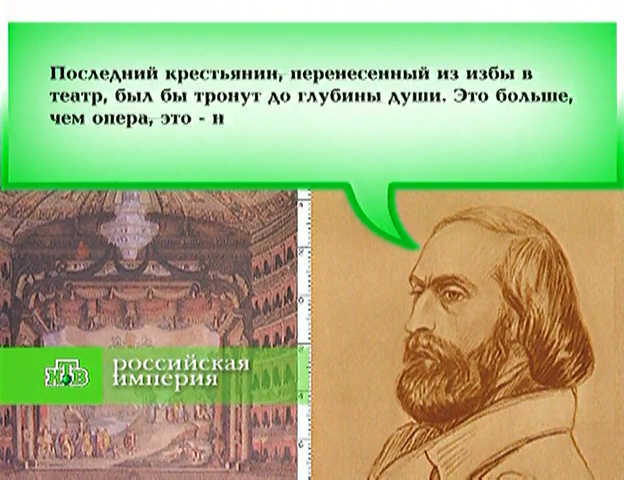 Последний крестьянин, перенесенный из избы в
театр, был бы тронут до глубины души. Это больше,
чем опера, это - н
НТВ
российская
империя